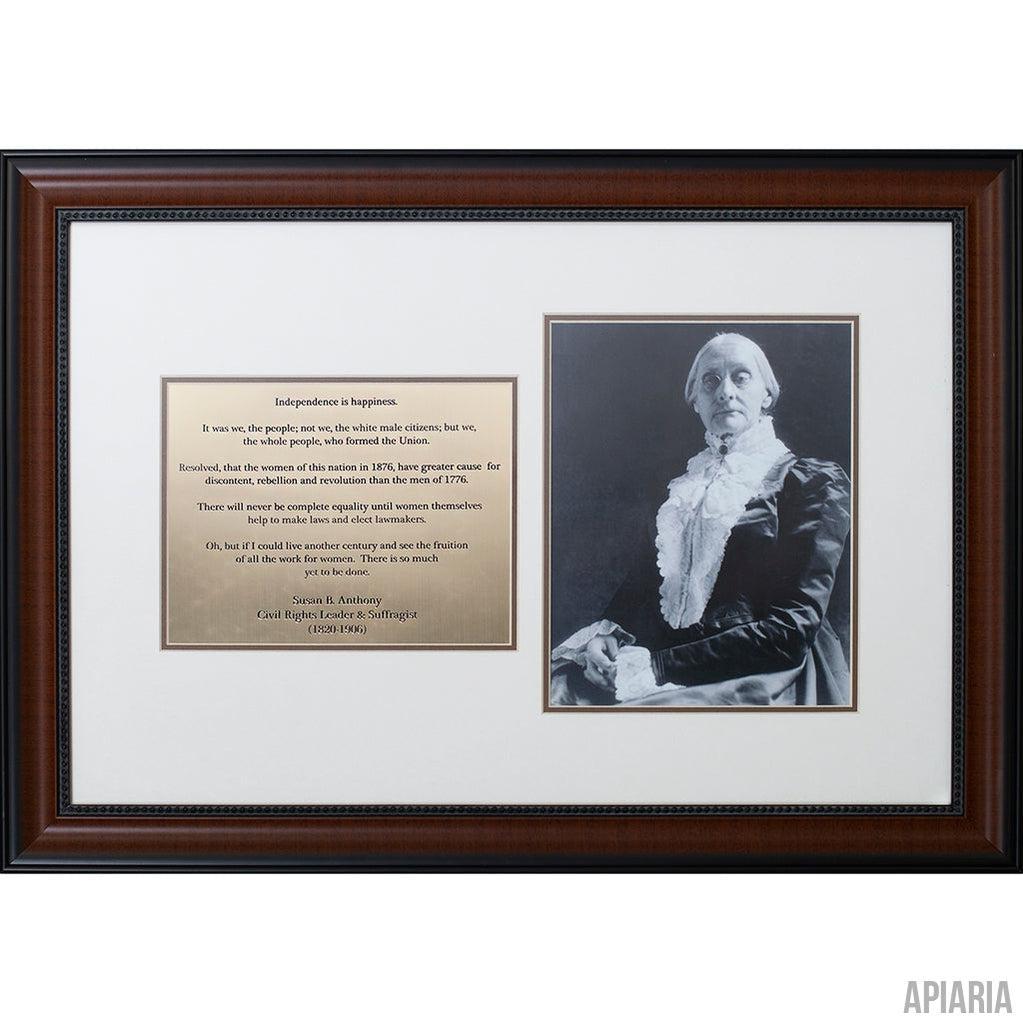 Independence is happiness.
It was we, the people; not we, the white male citizens; but we,
the whole people, who formed the Union.
Resolved, that the women of this nation in 1876, have greater cause for
discontent, rebellion and revolution than the men of 1776.
There will never be complete equality until women themselves
help to make laws and elect lawmakers.
Oh, but if I could live another century and see the fruition
of all the work for women. There is so much
yet to be done.
Susan B. Anthony
Civil Rights Leader & Suffragist
(1820-1906)
APIARIA